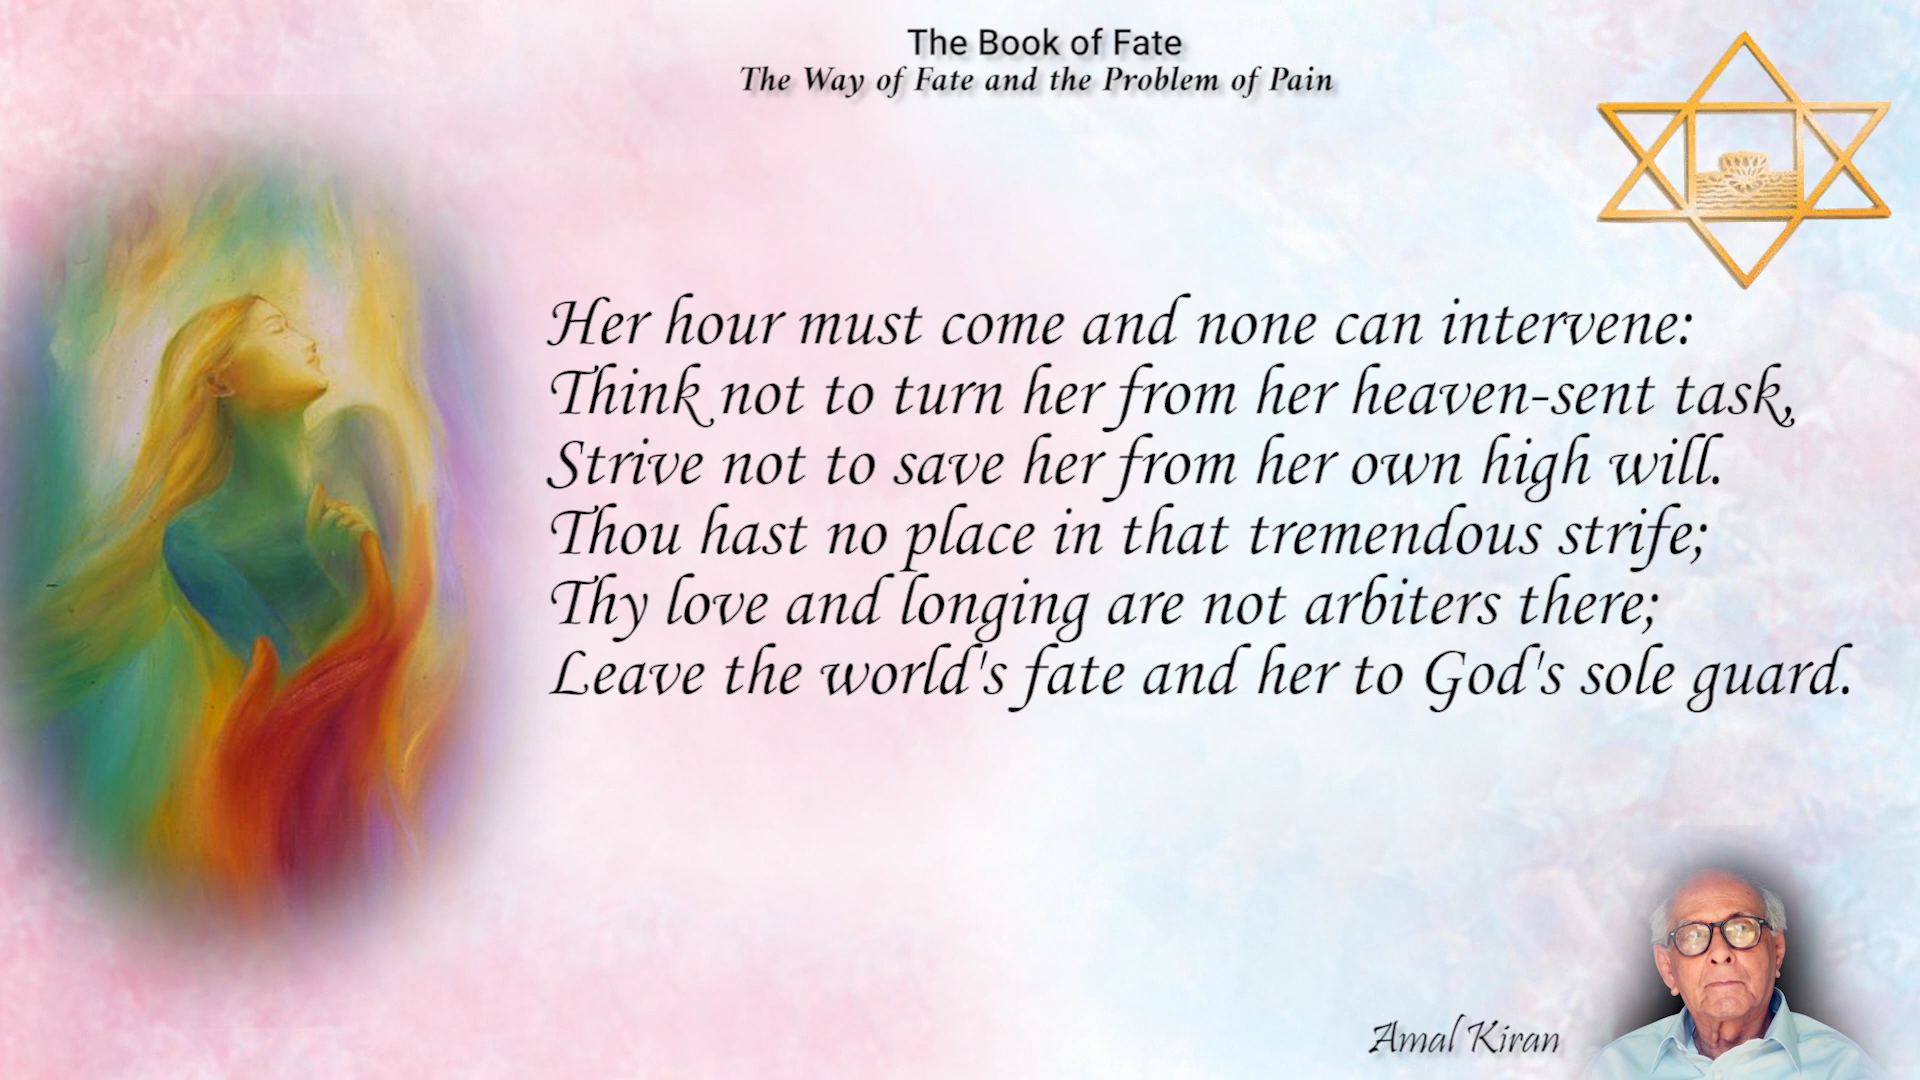 The Book of Fate
The Way of Fate and the Problem of Pain
Her hour must come and none can intervene:
Think not to turn her from her heaven-sent task,
Strive not to save her from her own high will.
Thou hast no place in that tremendous strife;
Thy love and longing are not arbiters there;
Leave the world's fate and her to God's sole guard.
Amal Kiran